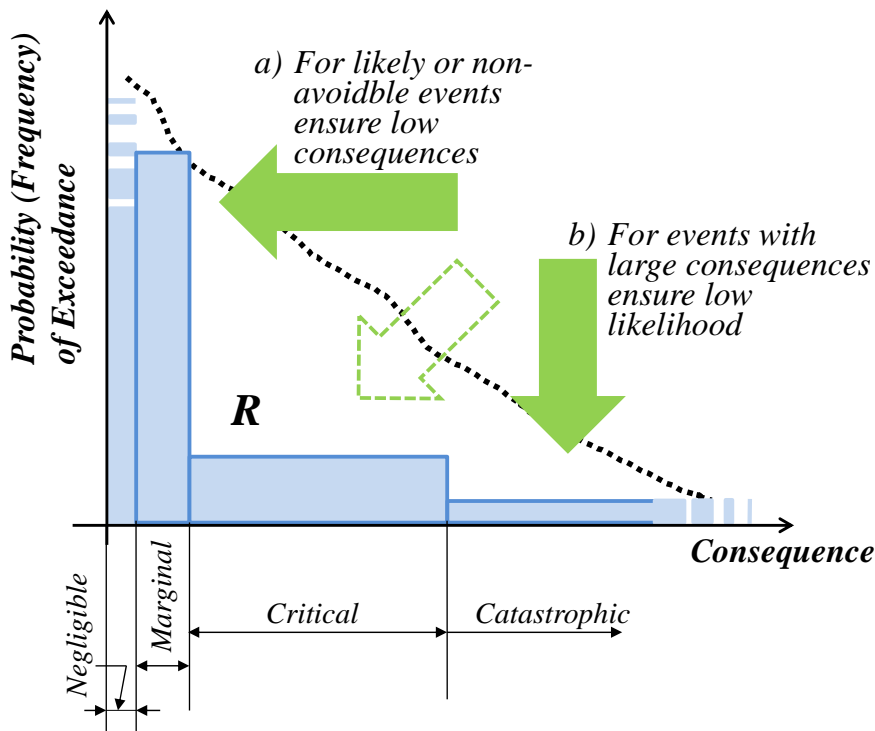 Probability (Frequency)
of Exceedance
a) For likely or non-
avoidble events
ensure low
consequences
b) For events with
large consequences
ensure low
likelihood
R
Consequence
Negligible
Marginal
Critical
Catastrophic